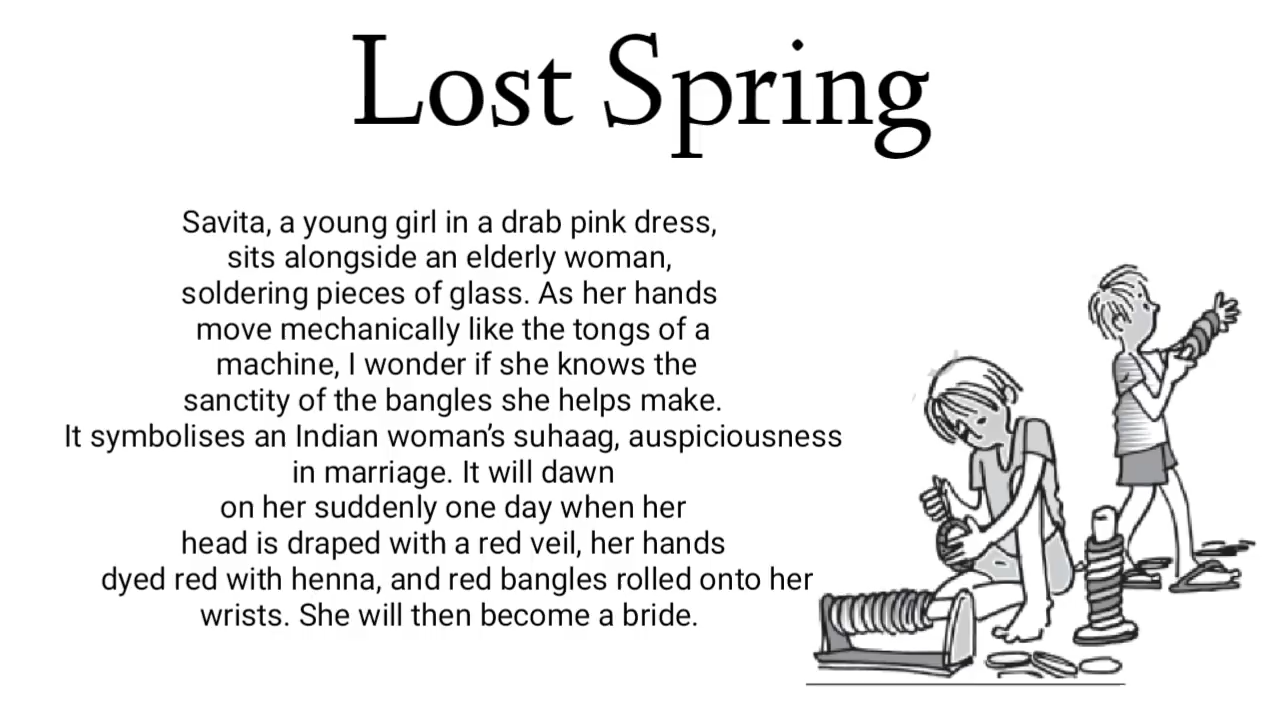 Lost Spring
Savita, a young girl in a drab pink dress,
sits alongside an elderly woman,
soldering pieces of glass. As her hands
move mechanically like the tongs of a
machine, I wonder if she knows the
sanctity of the bangles she helps make.
It symbolises an Indian woman’s suhaag, auspiciousness
in marriage. It will dawn
on her suddenly one day when her
head is draped with a red veil, her hands
dyed red with henna, and red bangles rolled onto her
wrists. She will then become a bride.